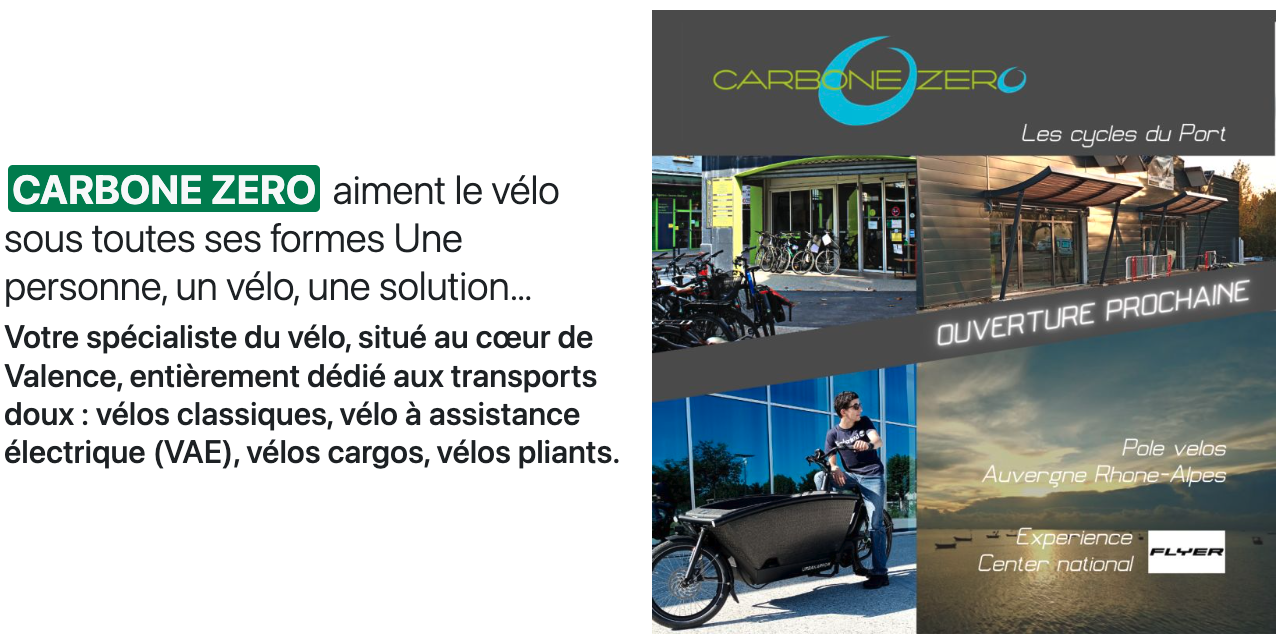 CARBONE ZERO aiment le vélo
sous toutes ses formes Une
personne, un vélo, une solution...
Votre spécialiste du vélo, situé au cœur de
Valence, entièrement dédié aux transports
doux : vélos classiques, vélo à assistance
électrique (VAE), vélos cargos, vélos pliants.
CARBONE ZERO
Les cycles du Port
OUVERTURE PROCHAINE
Pole velos
Auvergne Rhone-Alpes
Experience
Center national
FLYER
URBAN ARROW